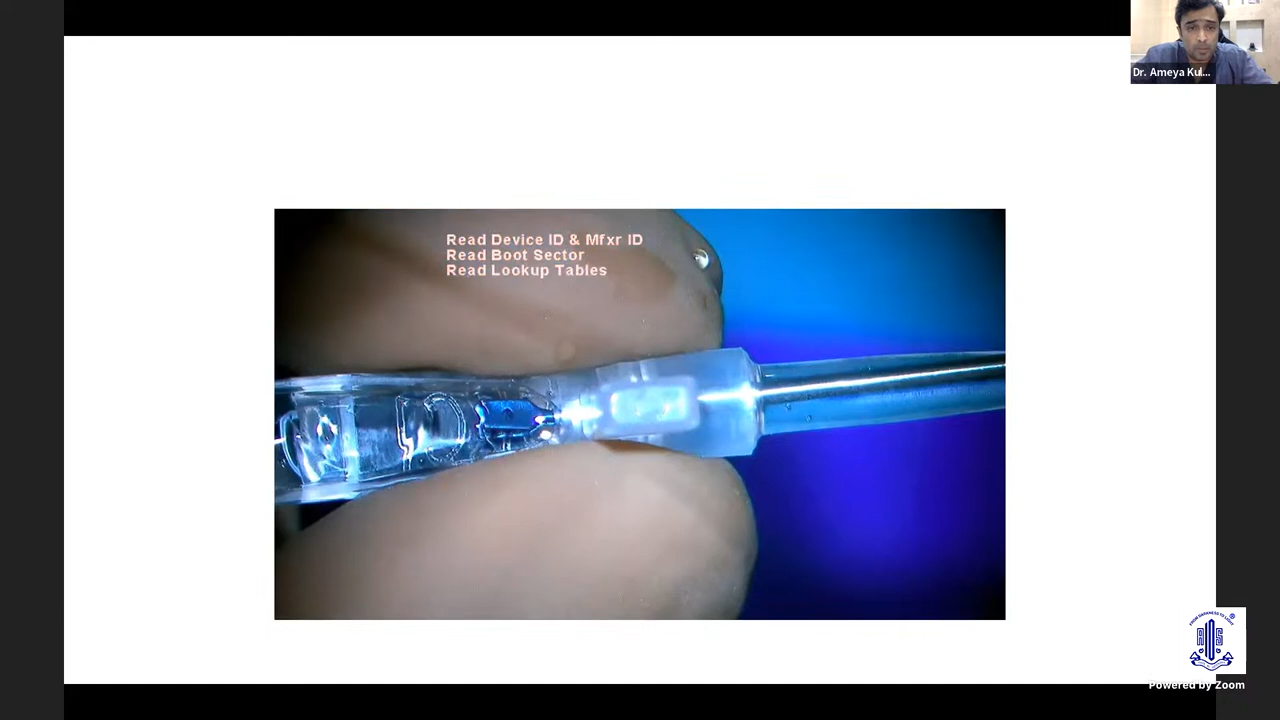 Dr. Ameya Kul...
Read Device ID & Mfxr ID
Read Boot Sector
Read Lookup Tables
Powered by Zoom